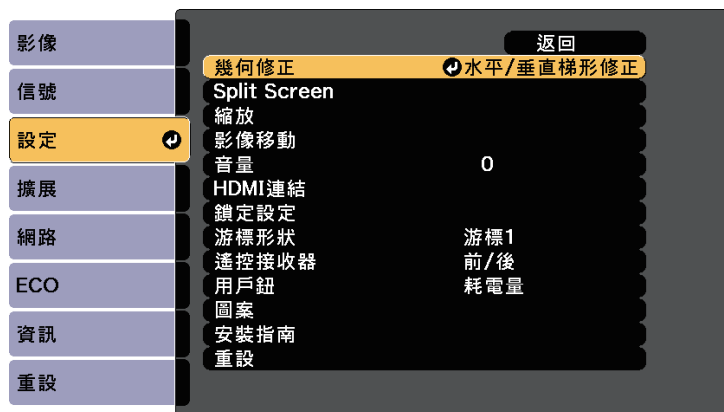 影像
信號
設定
擴展
網路
ECO
資訊
重設
返回
幾何修正 水平/垂直梯形修正
Split Screen
縮放
影像移動
音量 0
HDMI連結
鎖定設定
游標形狀 游標1
遙控接收器 前/後
用戶鈕 耗電量
圖案
安裝指南
重設